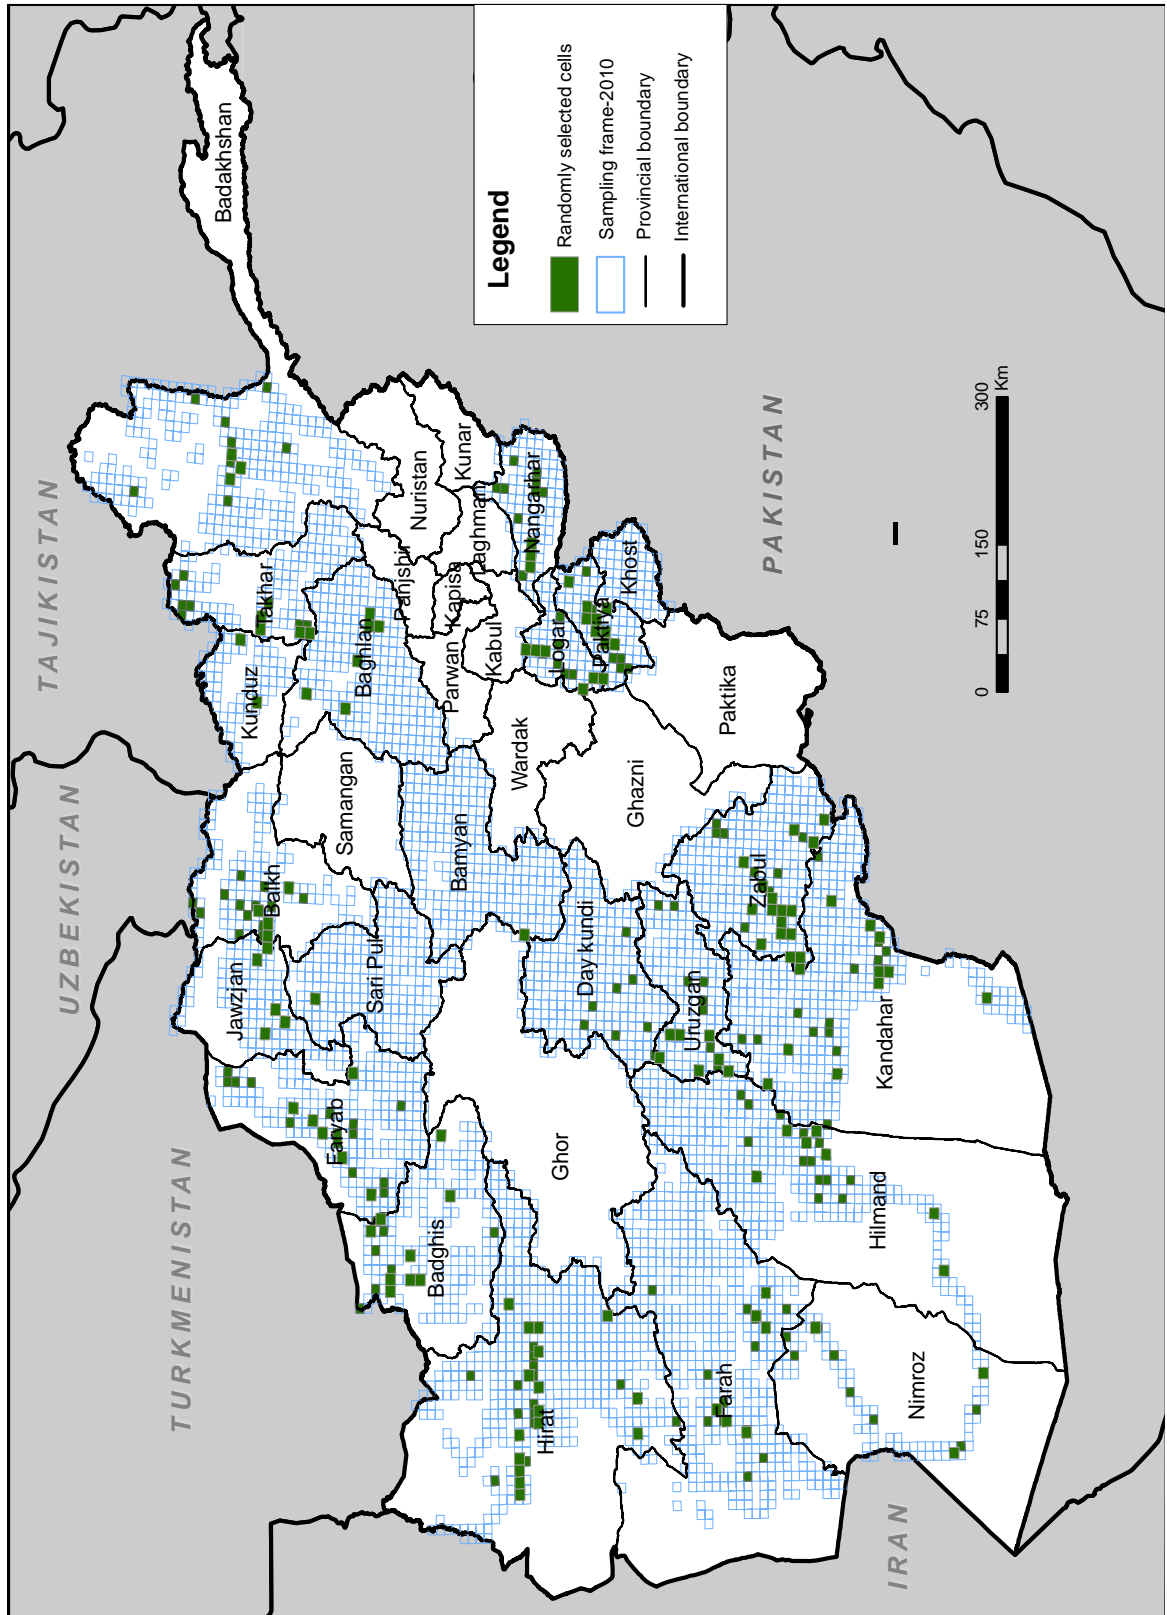 TAJIKISTAN
UZBEKISTAN
TURKMENISTAN
PAKISTAN
IRAN
Badakhshan
Takhar
Kunduz
Balkh
Jawzjan
Samangan
Baghlan
Sari Pul
Faryab
Badghis
Nuristan
Kunar
Laghman
Nangarhar
Panjshir
Kapisa
Parwan
Kabul
Logar
Paktiya
Khost
Wardak
Bamyan
Ghazni
Paktika
Day kundi
Uruzgan
Zabul
Ghor
Hirat
Farah
Kandahar
Hilmand
Nimroz
Legend
Randomly selected cells
Sampling frame-2010
Provincial boundary
International boundary
0 75 150 300
Km